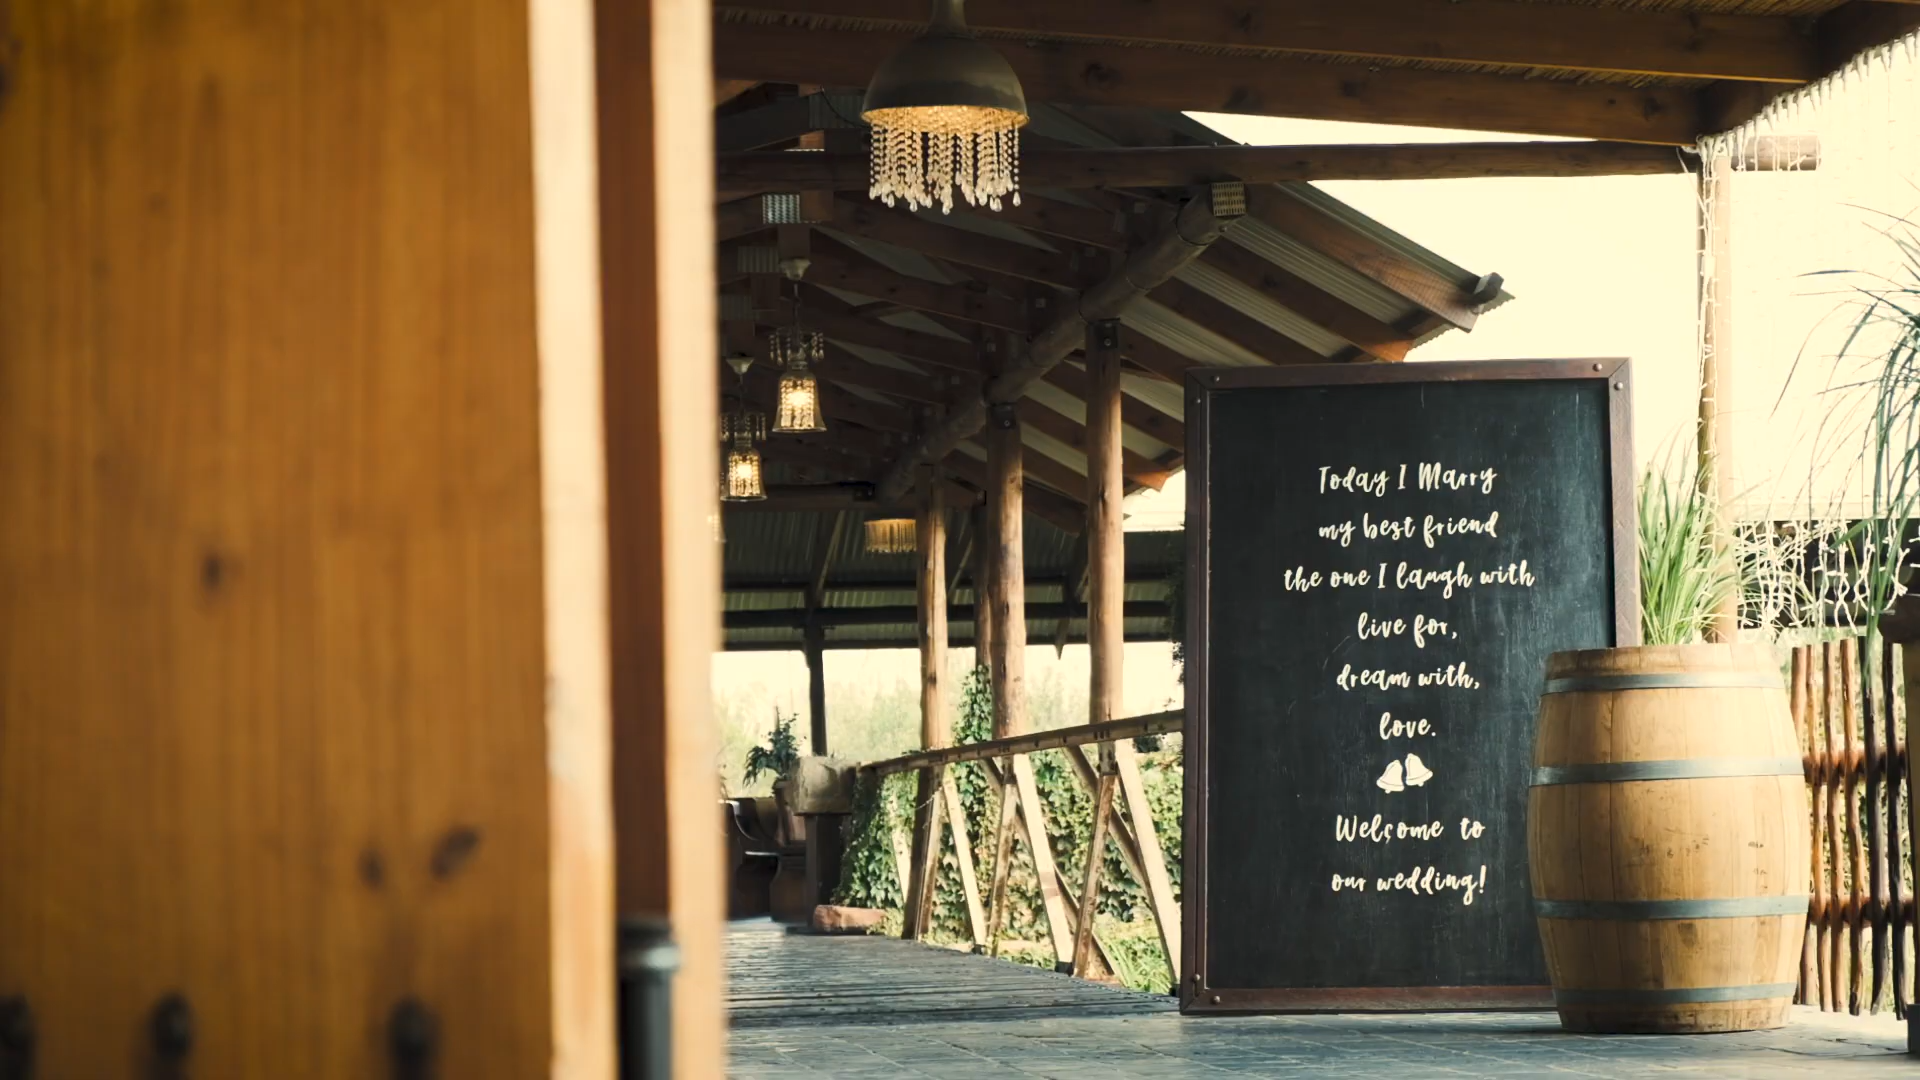 Today I Marry
my best friend
the one I laugh with
live for,
dream with,
love.
Welcome to
our wedding!